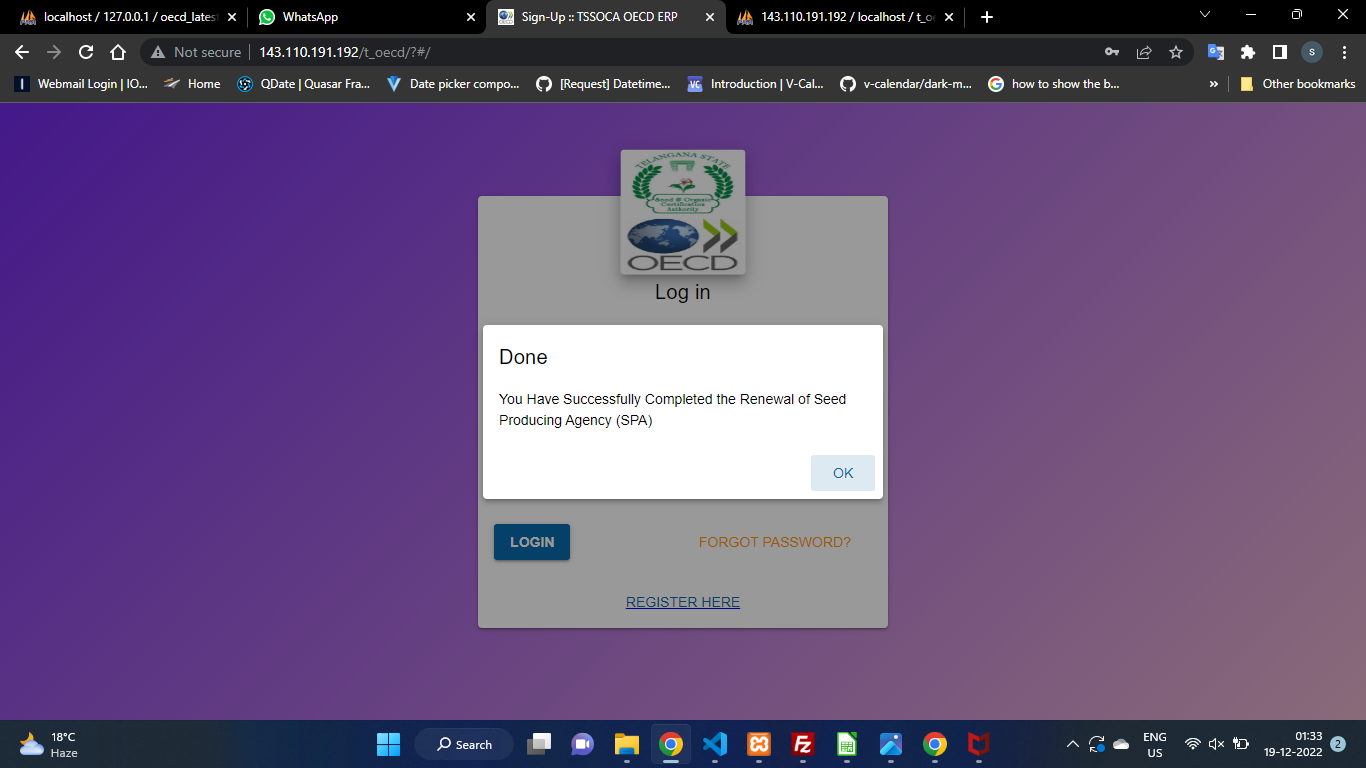 localhost / 127.0.0.1 / oecd_latest
WhatsApp
Sign-Up :: TSSOCA OECD ERP
143.110.191.192 / localhost / t_oe
Not secure
143.110.191.192/t_oecd/?#/
S
Webmail Login | IO...
Home
QDate | Quasar Fra...
Date picker compo...
[Request] Datetime...
VC
Introduction | V-Cal...
v-calendar/dark-m...
how to show the b...
»
Other bookmarks
TELANGANA STATE
Seed & Organic
Certification
Authority
OECD
Log in
Done
You Have Successfully Completed the Renewal of Seed
Producing Agency (SPA)
OK
LOGIN
FORGOT PASSWORD?
REGISTER HERE
18°C
Haze
Search
ENG
US
01:33
19-12-2022
2